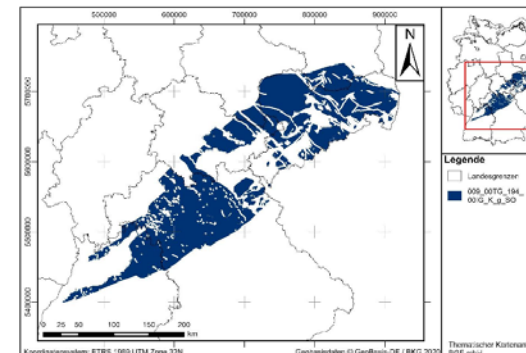 500000 600000 700000 800000 900000
N
5700000
5600000
5500000
5400000
0 25 50 100 150 200
km
Legende
Landesgrenzen
009_00TG_194_
00IG_K_g_SO
Koordinatensystem: ETRS 1989 UTM Zone 32N
Geobasisdaten © GeoBasis-DE / BKG 2020
Thematischer Kartenam